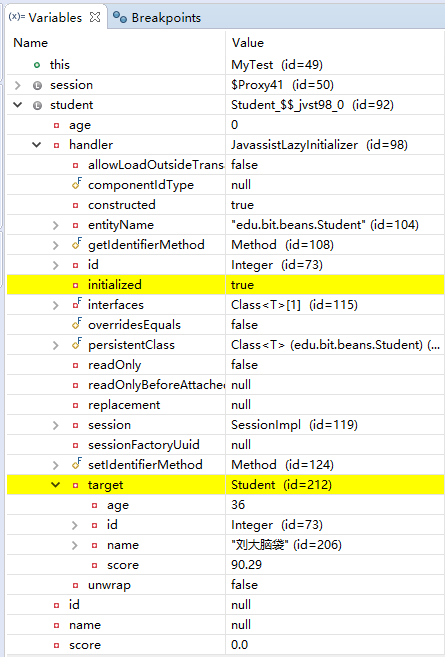 Variables Breakpoints
Name Value
this MyTest (id=49)
session $Proxy41 (id=50)
student Student_$$_jvst98_0 (id=92)
age 0
handler JavassistLazyInitializer (id=98)
allowLoadOutsideTrans false
componentIdType null
constructed true
entityName "edu.bit.beans.Student" (id=104)
getIdentifierMethod Method (id=108)
id Integer (id=73)
initialized true
interfaces Class<T>[1] (id=115)
overridesEquals false
persistentClass Class<T> (edu.bit.beans.Student) (...
readOnly false
readOnlyBeforeAttached null
replacement null
session SessionImpl (id=119)
sessionFactoryUuid null
setIdentifierMethod Method (id=124)
target Student (id=212)
age 36
id Integer (id=73)
name "刘大脑袋" (id=206)
score 90.29
unwrap false
id null
name null
score 0.0